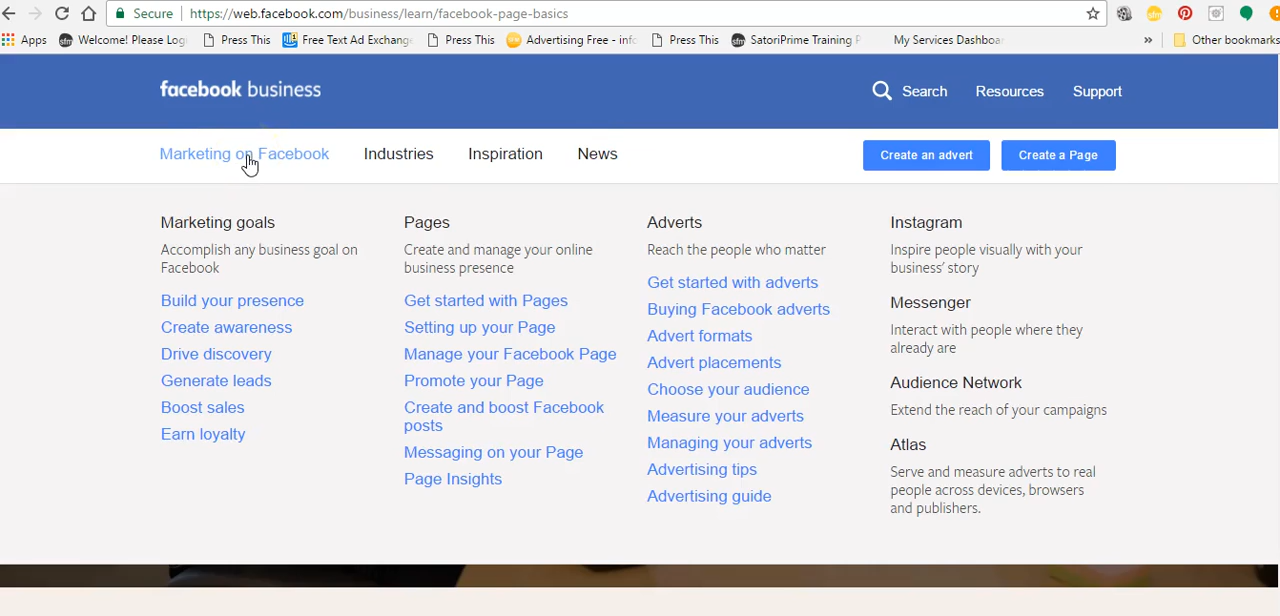 Secure https://web.facebook.com/business/learn/facebook-page-basics
Apps Welcome! Please Log Press This Free Text Ad Exchang Press This Advertising Free - info Press This SatoriPrime Training P My Services Dashboar » Other bookmarks
facebook business
Search Resources Support
Marketing on Facebook Industries Inspiration News Create an advert Create a Page
Marketing goals
Accomplish any business goal on
Facebook
Build your presence
Create awareness
Drive discovery
Generate leads
Boost sales
Earn loyalty
Pages
Create and manage your online
business presence
Get started with Pages
Setting up your Page
Manage your Facebook Page
Promote your Page
Create and boost Facebook
posts
Messaging on your Page
Page Insights
Adverts
Reach the people who matter
Get started with adverts
Buying Facebook adverts
Advert formats
Advert placements
Choose your audience
Measure your adverts
Managing your adverts
Advertising tips
Advertising guide
Instagram
Inspire people visually with your
business' story
Messenger
Interact with people where they
already are
Audience Network
Extend the reach of your campaigns
Atlas
Serve and measure adverts to real
people across devices, browsers
and publishers.